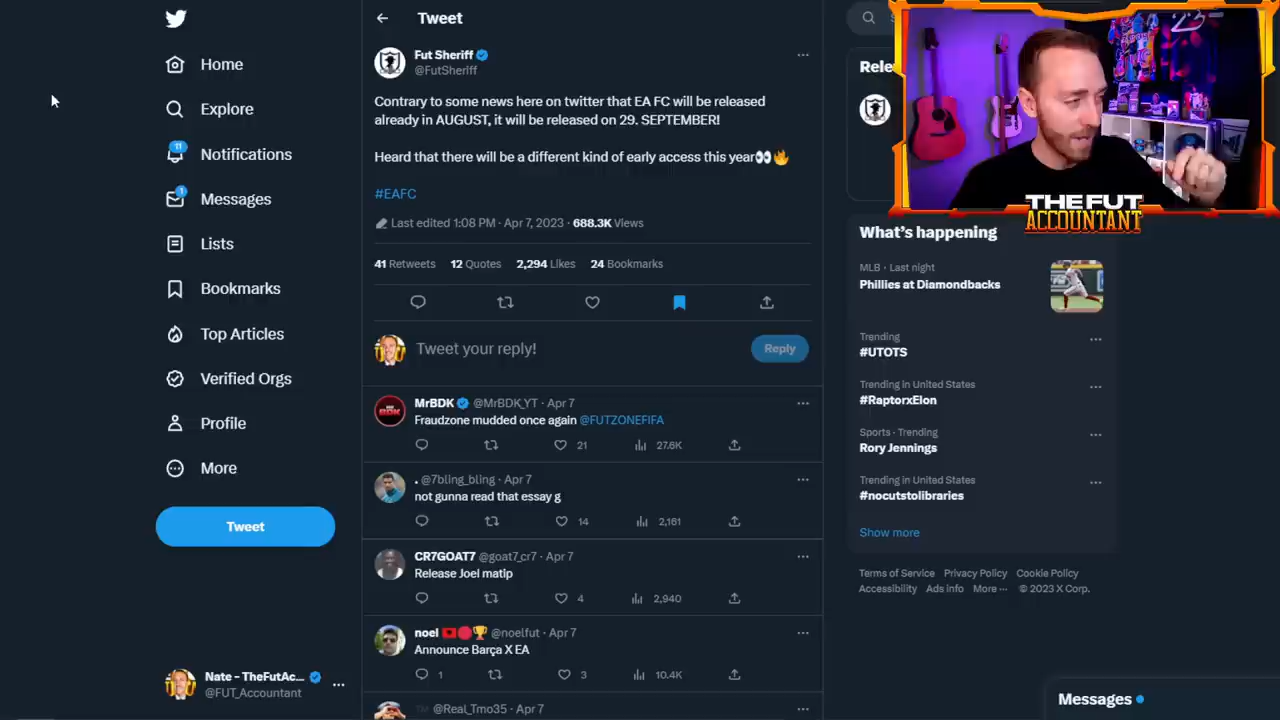 Tweet
Home
Explore
11
Notifications
1
Messages
Lists
Bookmarks
Top Articles
Verified Orgs
Profile
More
Tweet
Nate - TheFutAc...
@FUT_Accountant
Fut Sheriff
@FutSheriff
Contrary to some news here on twitter that EA FC will be released
already in AUGUST, it will be released on 29. SEPTEMBER!
Heard that there will be a different kind of early access this year👀🔥
#EAFC
Last edited 1:08 PM · Apr 7, 2023 · 688.3K Views
41 Retweets 12 Quotes 2,294 Likes 24 Bookmarks
Tweet your reply!
Reply
MrBDK @MrBDK_YT · Apr 7
Fraudzone mudded once again @FUTZONEFIFA
21 27.6K
. @7bling_bling · Apr 7
not gunna read that essay g
14 2,161
CR7GOAT7 @goat7_cr7 · Apr 7
Release Joel matip
4 2,940
noel 🇦🇱🔴🏆 @noelfut · Apr 7
Announce Barça X EA
1 3 10.4K
@Real_Tmo35 · Apr 7
S
Rele
23
THE FUT
ACCOUNTANT
What's happening
MLB · Last night
Phillies at Diamondbacks
Trending
#UTOTS
Trending in United States
#RaptorxElon
Sports · Trending
Rory Jennings
Trending in United States
#nocutstolibraries
Show more
Terms of Service Privacy Policy Cookie Policy
Accessibility Ads info More ··· © 2023 X Corp.
Messages